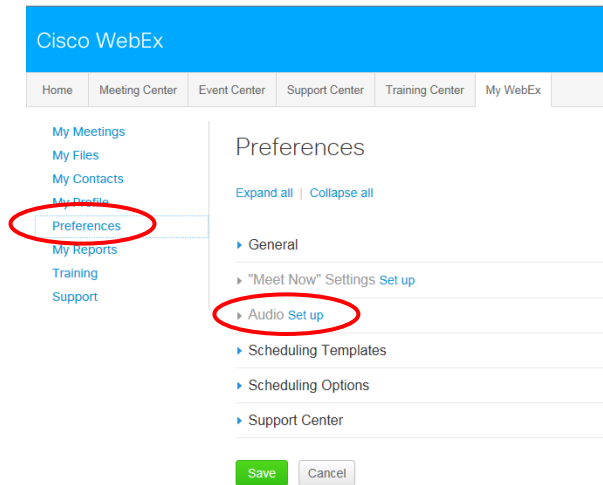 Cisco WebEx
Home Meeting Center Event Center Support Center Training Center My WebEx
My Meetings
My Files
My Contacts
My Profile
Preferences
My Reports
Training
Support
Preferences
Expand all | Collapse all
General
"Meet Now" Settings Set up
Audio Set up
Scheduling Templates
Scheduling Options
Support Center
Save Cancel